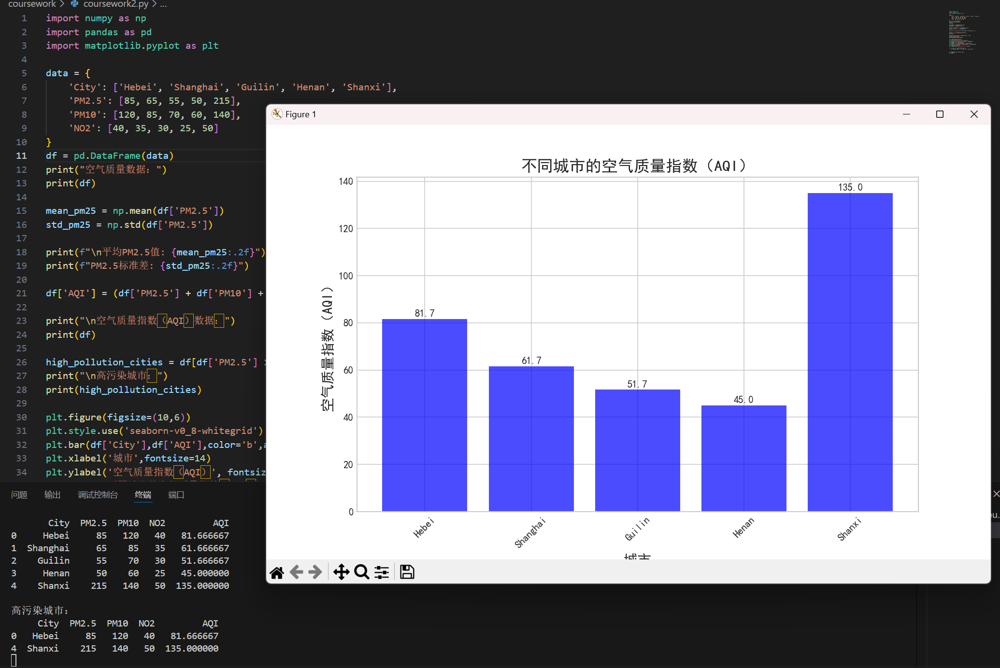 coursework > coursework2.py > ...
1 import numpy as np
2 import pandas as pd
3 import matplotlib.pyplot as plt
4
5 data = {
6 'City': ['Hebei', 'Shanghai', 'Guilin', 'Henan', 'Shanxi'],
7 'PM2.5': [85, 65, 55, 50, 215],
8 'PM10': [120, 85, 70, 60, 140],
9 'NO2': [40, 35, 30, 25, 50]
10 }
11 df = pd.DataFrame(data)
12 print("空气质量数据：")
13 print(df)
14
15 mean_pm25 = np.mean(df['PM2.5'])
16 std_pm25 = np.std(df['PM2.5'])
17
18 print(f"\n平均PM2.5值: {mean_pm25:.2f}")
19 print(f"PM2.5标准差: {std_pm25:.2f}")
20
21 df['AQI'] = (df['PM2.5'] + df['PM10'] +
22
23 print("\n空气质量指数（AQI）数据：")
24 print(df)
25
26 high_pollution_cities = df[df['PM2.5'] >
27 print("\n高污染城市：")
28 print(high_pollution_cities)
29
30 plt.figure(figsize=(10,6))
31 plt.style.use('seaborn-v0_8-whitegrid')
32 plt.bar(df['City'],df['AQI'],color='b',a
33 plt.xlabel('城市',fontsize=14)
34 plt.ylabel('空气质量指数（AQI）', fontsiz
问题 输出 调试控制台 终端 端口
City PM2.5 PM10 NO2 AQI
0 Hebei 85 120 40 81.666667
1 Shanghai 65 85 35 61.666667
2 Guilin 55 70 30 51.666667
3 Henan 50 60 25 45.000000
4 Shanxi 215 140 50 135.000000
高污染城市：
City PM2.5 PM10 NO2 AQI
0 Hebei 85 120 40 81.666667
4 Shanxi 215 140 50 135.000000
Figure 1
不同城市的空气质量指数（AQI）
空气质量指数（AQI）
140
120
100
80
60
40
20
0
81.7
61.7
51.7
45.0
135.0
Hebei
Shanghai
Guilin
Henan
Shanxi
城市
ou.